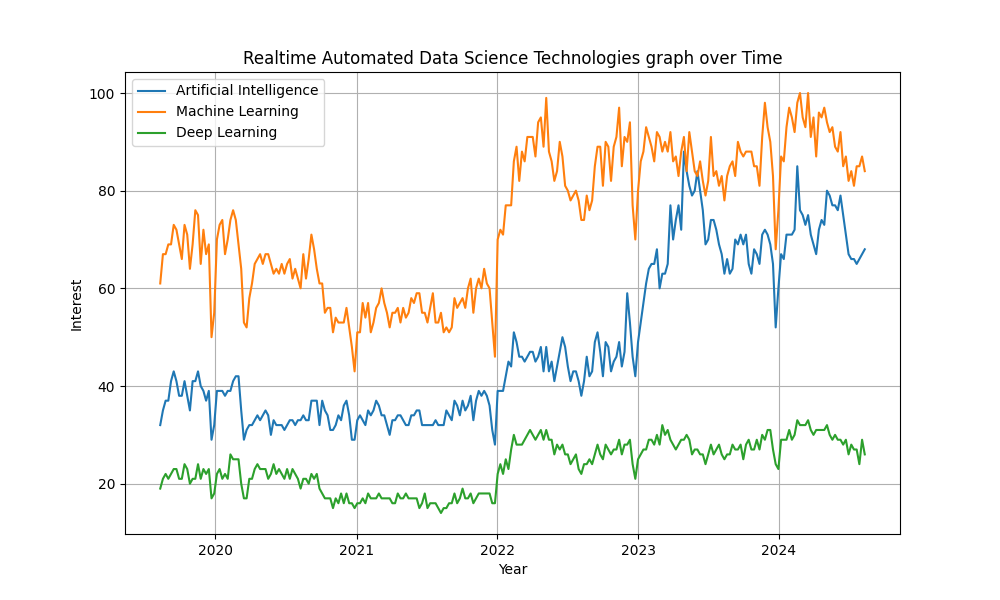 Realtime Automated Data Science Technologies graph over Time
Artificial Intelligence
Machine Learning
Deep Learning
100
80
60
40
20
Interest
2020 2021 2022 2023 2024
Year